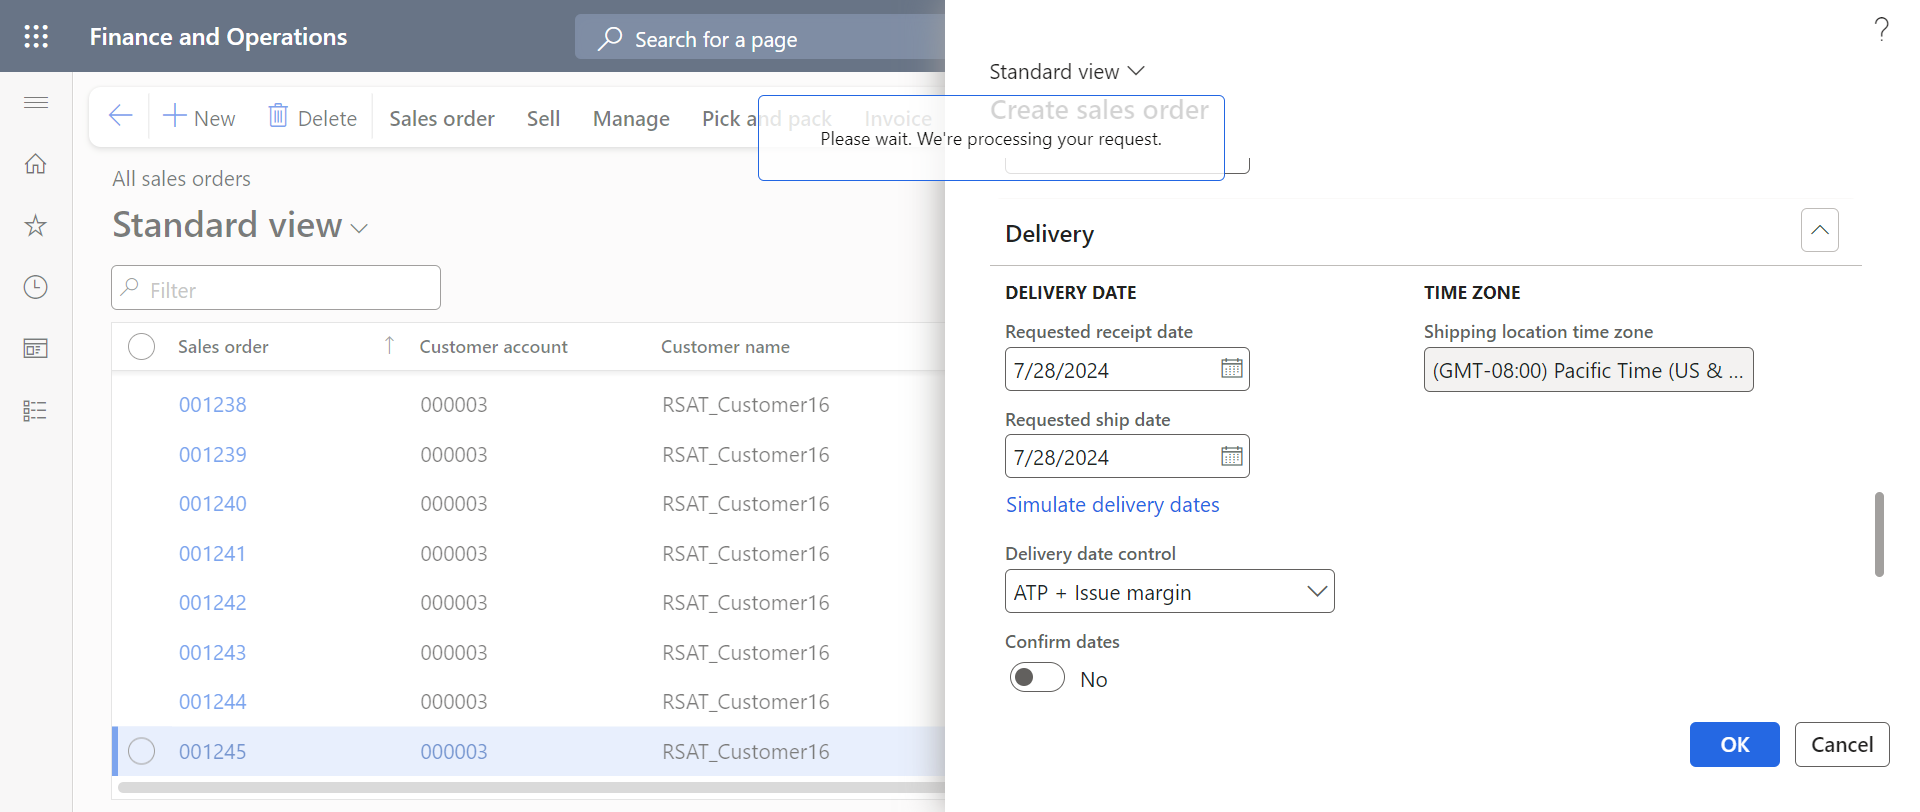 Finance and Operations
Search for a page
?
New
Delete
Sales order
Sell
Manage
Pick and pack
Invoice
All sales orders
Standard view
Filter
Sales order
Customer account
Customer name
001238 000003 RSAT_Customer16
001239 000003 RSAT_Customer16
001240 000003 RSAT_Customer16
001241 000003 RSAT_Customer16
001242 000003 RSAT_Customer16
001243 000003 RSAT_Customer16
001244 000003 RSAT_Customer16
001245 000003 RSAT_Customer16
Standard view
Create sales order
Please wait. We're processing your request.
Delivery
DELIVERY DATE
Requested receipt date
7/28/2024
Requested ship date
7/28/2024
Simulate delivery dates
Delivery date control
ATP + Issue margin
Confirm dates
No
TIME ZONE
Shipping location time zone
(GMT-08:00) Pacific Time (US & ...
OK
Cancel